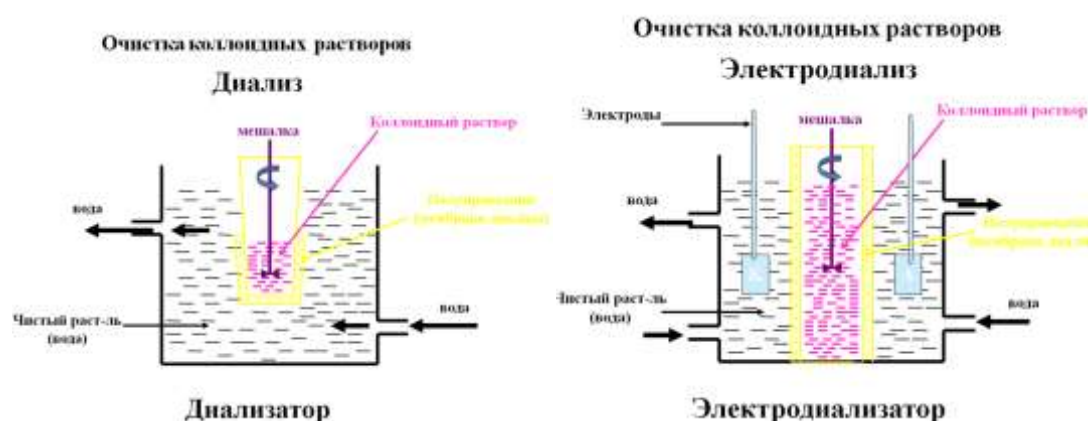 Очистка коллоидных растворов
Диализ
мешалка
Коллоидный раствор
вода
вода
Чистый раст-ль
(вода)
Диализатор
Очистка коллоидных растворов
Электродиализ
Электроды
мешалка
Коллоидный раствор
вода
вода
Чистый раст-ль
(вода)
Электродиализатор